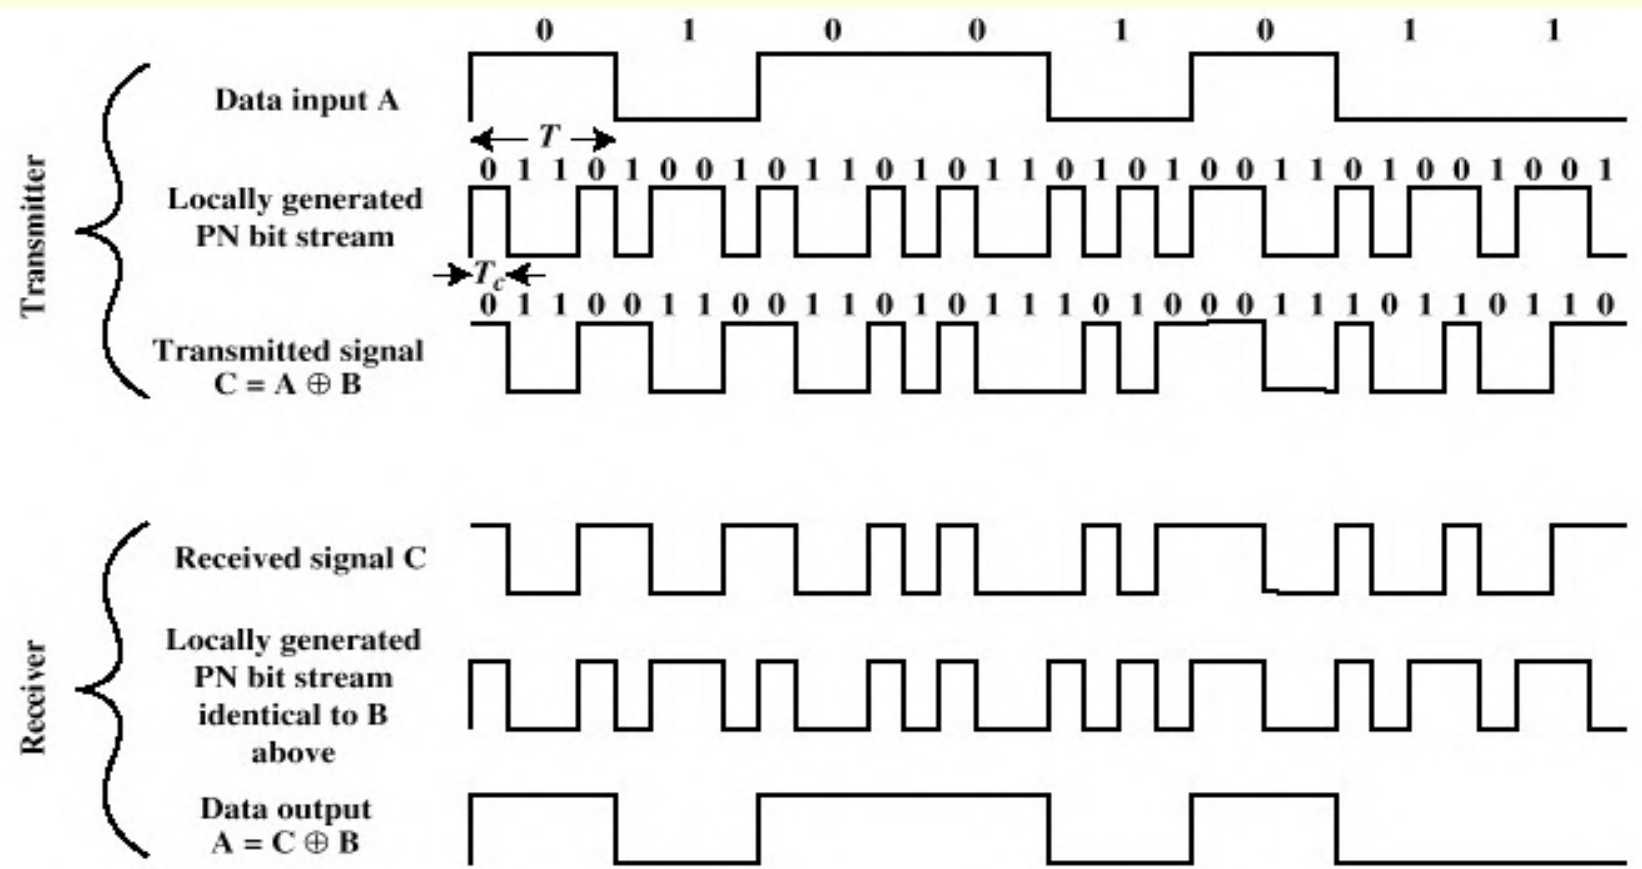 0 1 0 0 1 0 1 1
Data input A
T
0 1 1 0 1 0 0 1 0 1 1 0 1 0 1 1 0 1 0 1 0 0 1 1 0 1 0 0 1 0 0 1
Locally generated
PN bit stream
Tc
0 1 1 0 0 1 1 0 0 1 1 0 1 0 1 1 1 0 1 0 0 0 1 1 1 0 1 1 0 1 1 0
Transmitted signal
C = A ⊕ B
Transmitter
Received signal C
Locally generated
PN bit stream
identical to B
above
Data output
A = C ⊕ B
Receiver